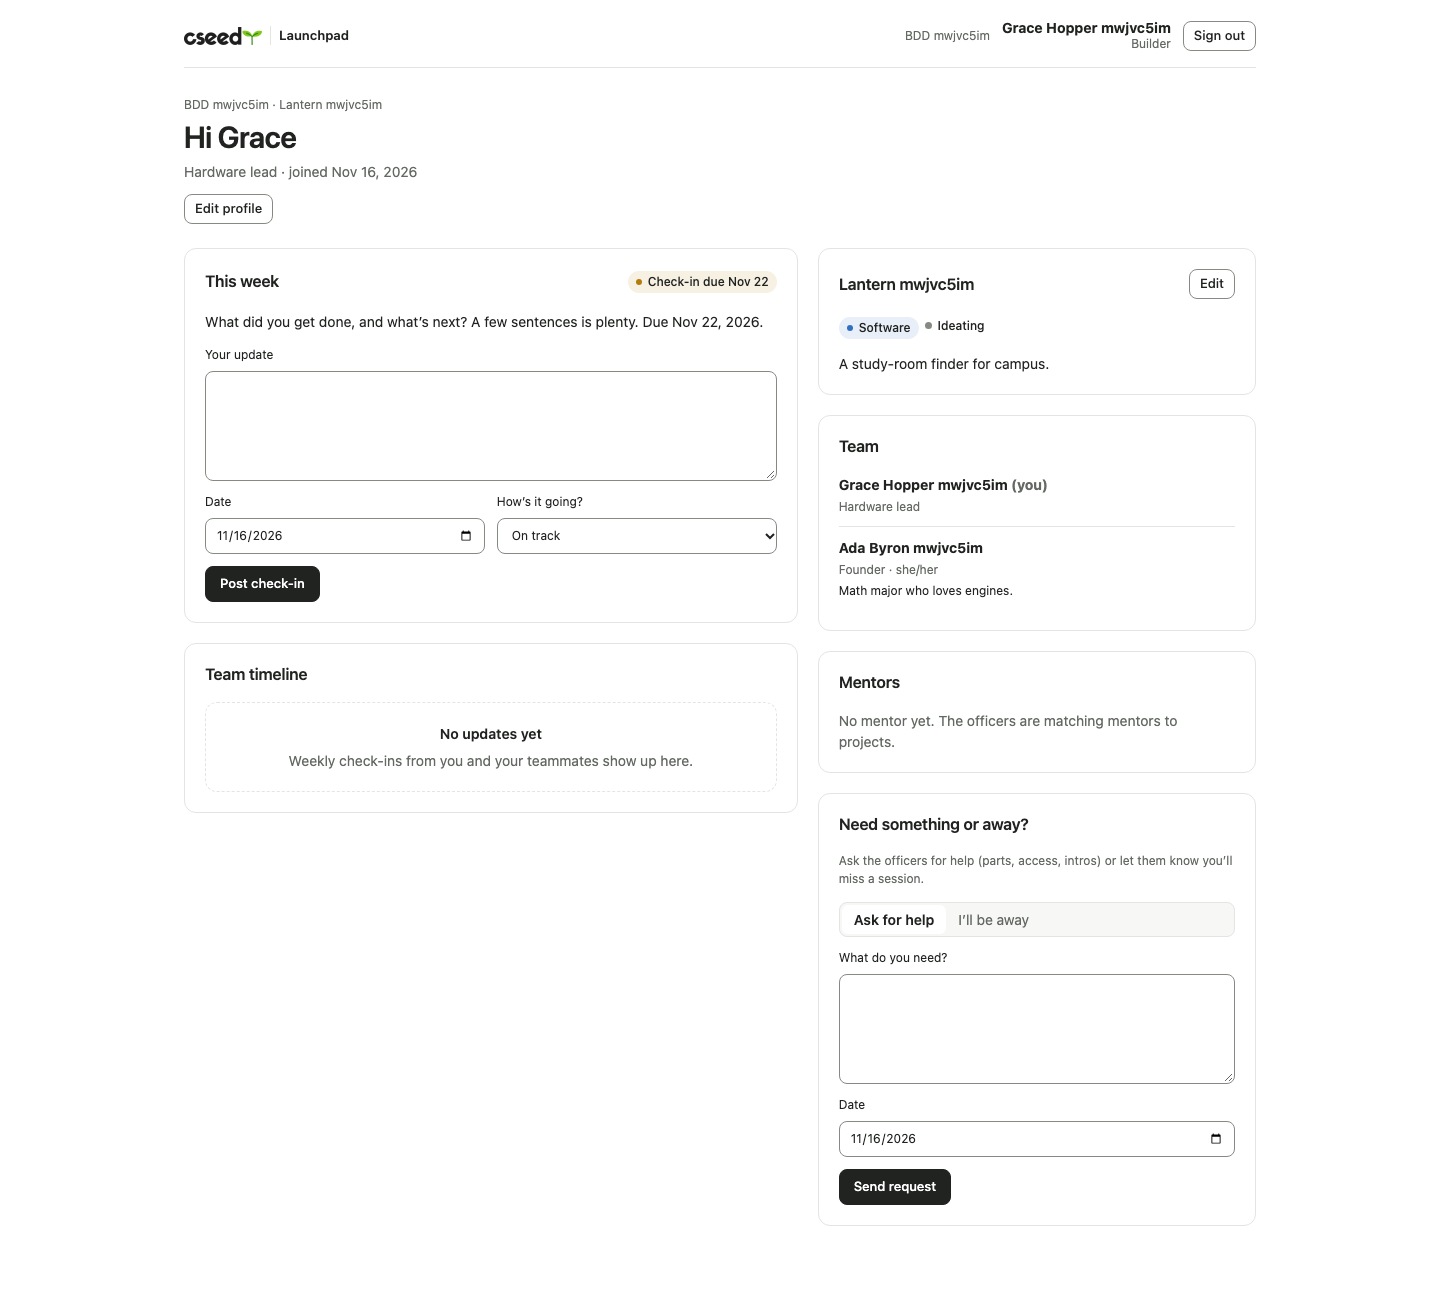 cseed
Launchpad
BDD mwjvc5im
Grace Hopper mwjvc5im
Builder
Sign out
BDD mwjvc5im · Lantern mwjvc5im
Hi Grace
Hardware lead · joined Nov 16, 2026
Edit profile
This week
Check-in due Nov 22
What did you get done, and what’s next? A few sentences is plenty. Due Nov 22, 2026.
Your update
Date
How’s it going?
11/16/2026
On track
Post check-in
Team timeline
No updates yet
Weekly check-ins from you and your teammates show up here.
Lantern mwjvc5im
Edit
Software
Ideating
A study-room finder for campus.
Team
Grace Hopper mwjvc5im (you)
Hardware lead
Ada Byron mwjvc5im
Founder · she/her
Math major who loves engines.
Mentors
No mentor yet. The officers are matching mentors to
projects.
Need something or away?
Ask the officers for help (parts, access, intros) or let them know you’ll
miss a session.
Ask for help
I’ll be away
What do you need?
Date
11/16/2026
Send request